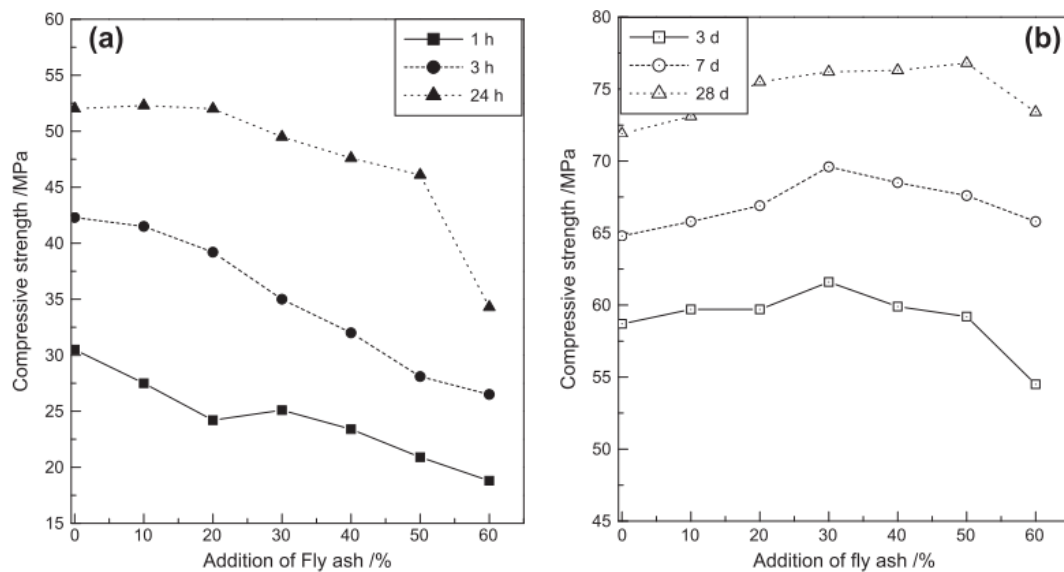 (a)
1 h
3 h
24 h
60
55
50
45
40
35
30
25
20
15
0 10 20 30 40 50 60
Compressive strength /MPa
Addition of Fly ash /%
(b)
3 d
7 d
28 d
80
75
70
65
60
55
50
45
0 10 20 30 40 50 60
Compressive strength /MPa
Addition of fly ash /%